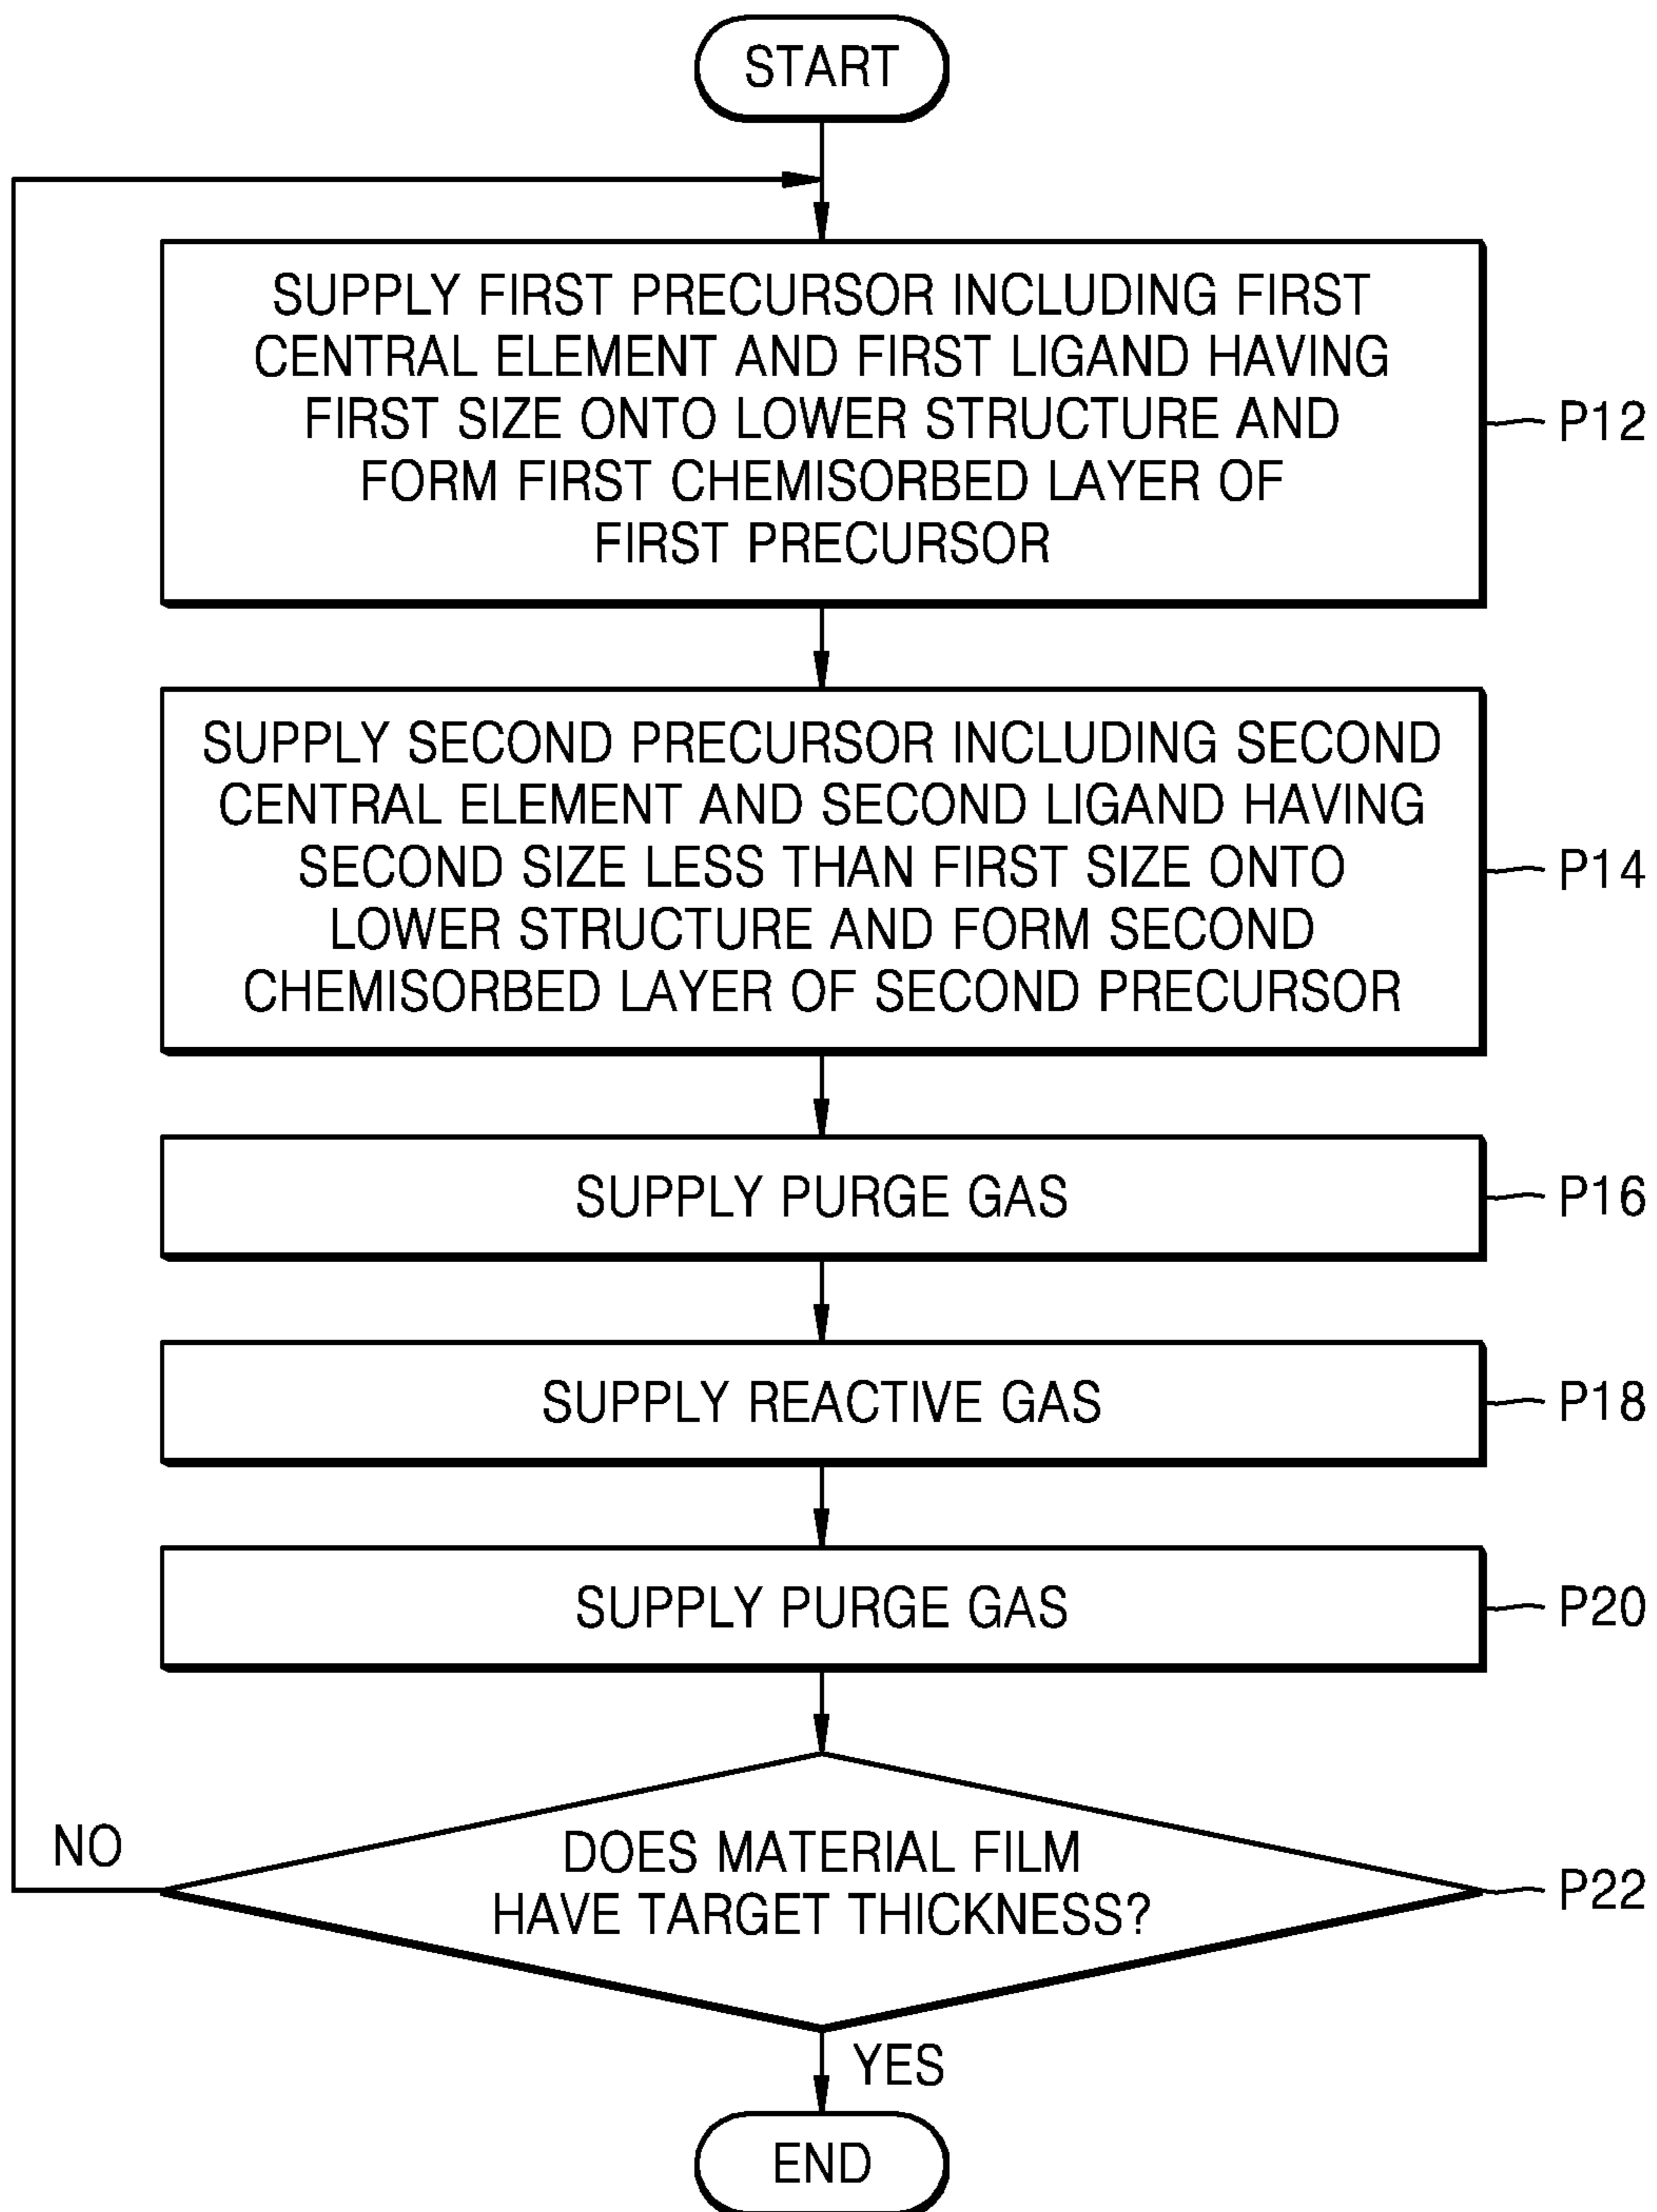 START
SUPPLY FIRST PRECURSOR INCLUDING FIRST
CENTRAL ELEMENT AND FIRST LIGAND HAVING
FIRST SIZE ONTO LOWER STRUCTURE AND
FORM FIRST CHEMISORBED LAYER OF
FIRST PRECURSOR
P12
SUPPLY SECOND PRECURSOR INCLUDING SECOND
CENTRAL ELEMENT AND SECOND LIGAND HAVING
SECOND SIZE LESS THAN FIRST SIZE ONTO
LOWER STRUCTURE AND FORM SECOND
CHEMISORBED LAYER OF SECOND PRECURSOR
P14
SUPPLY PURGE GAS
P16
SUPPLY REACTIVE GAS
P18
SUPPLY PURGE GAS
P20
NO
DOES MATERIAL FILM
HAVE TARGET THICKNESS?
P22
YES
END